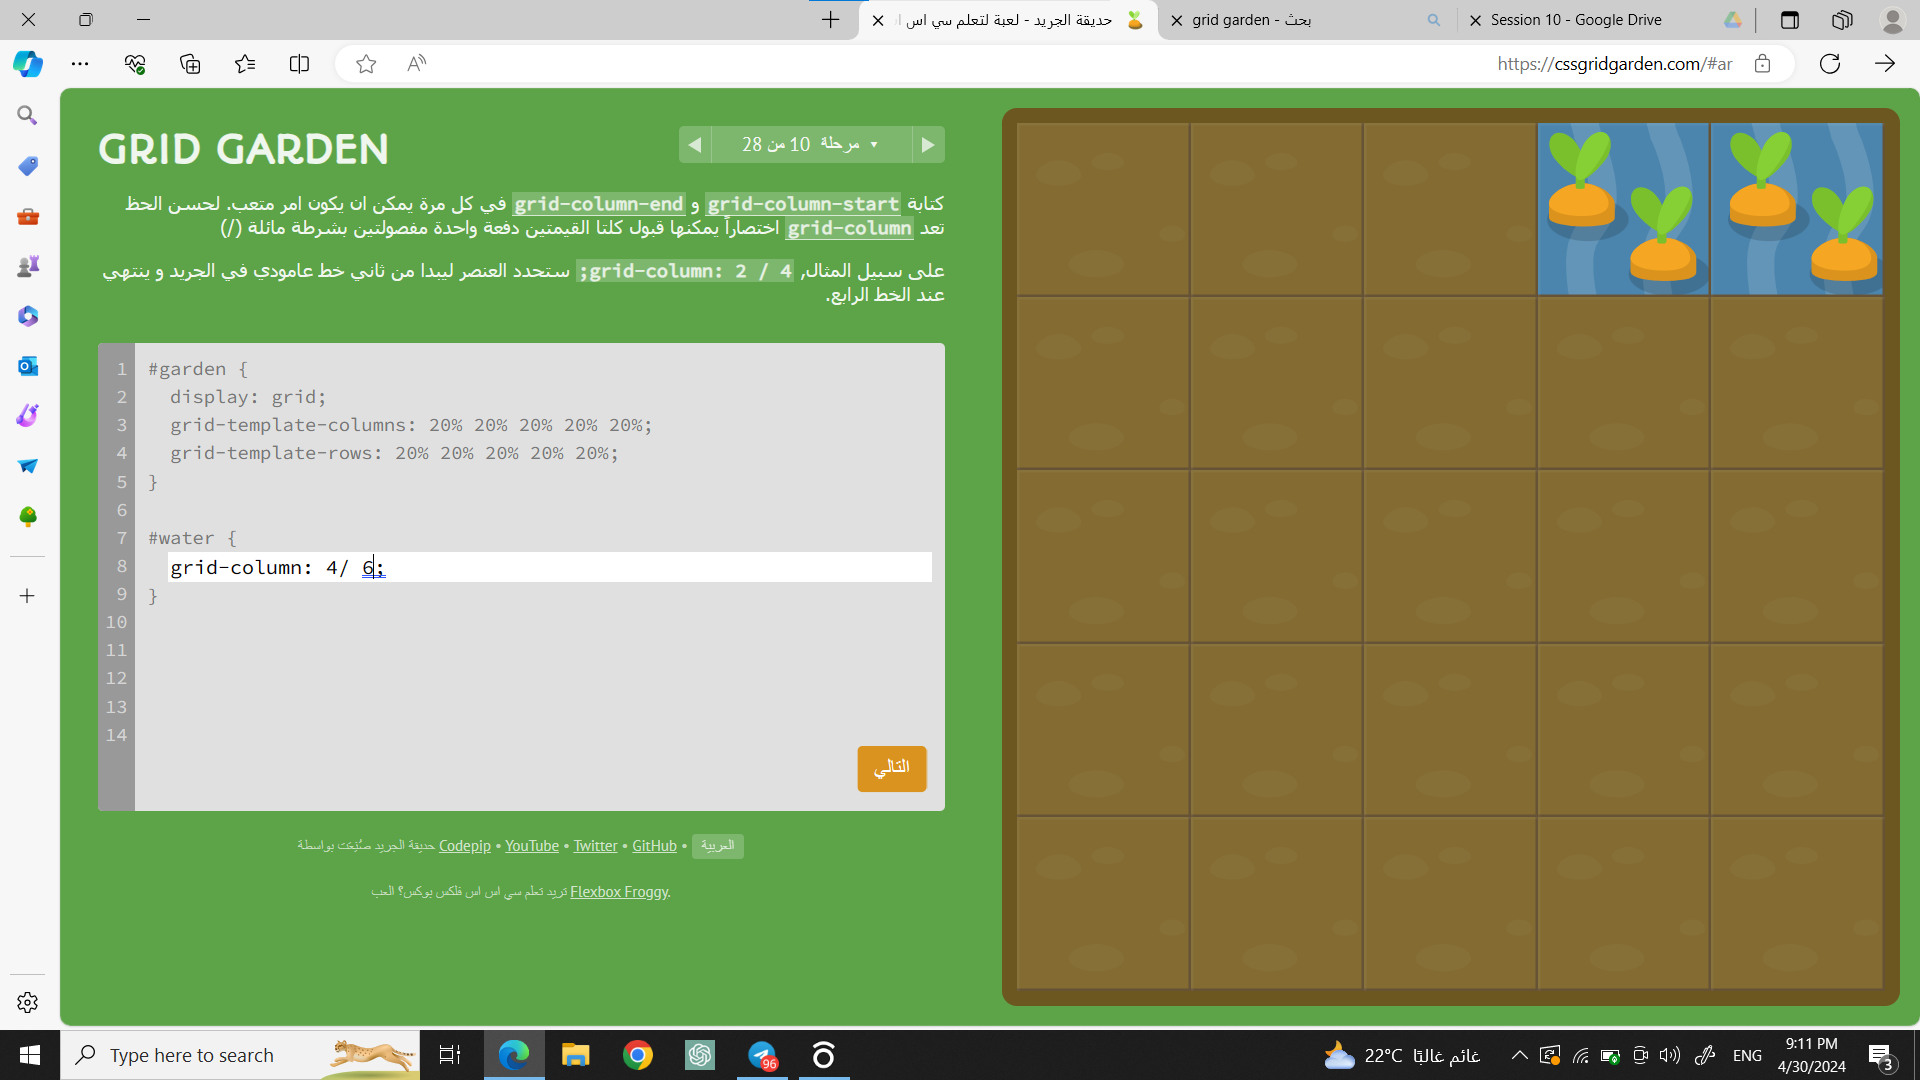 حديقة الجريد - لعبة لتعلم سي اس ا
grid garden - بحث
Session 10 - Google Drive
https://cssgridgarden.com/#ar
GRID GARDEN
مرحلة 10 من 28
كتابة grid-column-start و grid-column-end في كل مرة يمكن ان يكون امر متعب. لحسن الحظ
تعد grid-column اختصاراً يمكنها قبول كلتا القيمتين دفعة واحدة مفصولتين بشرطة مائلة (/)
على سبيل المثال, grid-column: 2 / 4; ستحدد العنصر ليبدا من ثاني خط عامودي في الجريد و ينتهي
عند الخط الرابع.
1 #garden {
2 display: grid;
3 grid-template-columns: 20% 20% 20% 20% 20%;
4 grid-template-rows: 20% 20% 20% 20% 20%;
5 }
6
7 #water {
8 grid-column: 4/ 6;
9 }
10
11
12
13
14
التالي
حديقة الجريد صُنِعَت بواسطة Codepip • YouTube • Twitter • GitHub • العربية
تريد تعلم سي اس اس فلكس بوكس؟ العب Flexbox Froggy.
Type here to search
96
22°C غائم غالبًا
ENG
9:11 PM
4/30/2024
3